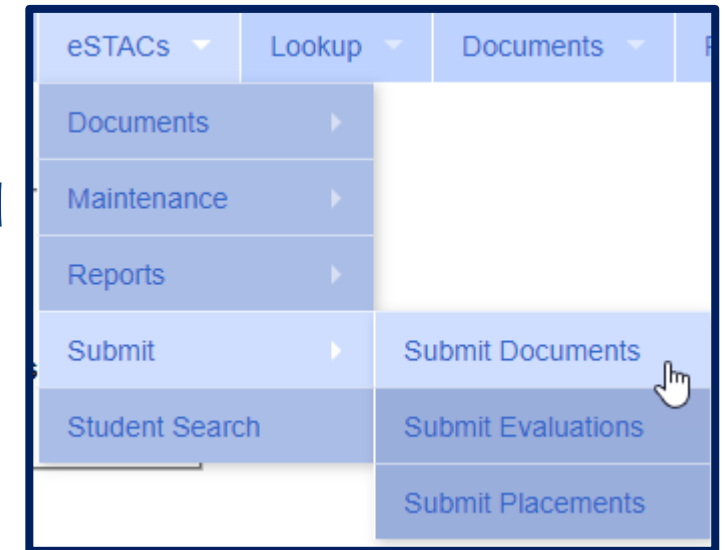 eSTACs Lookup Documents
Documents
Maintenance
Reports
Submit Submit Documents
Student Search Submit Evaluations
Submit Placements